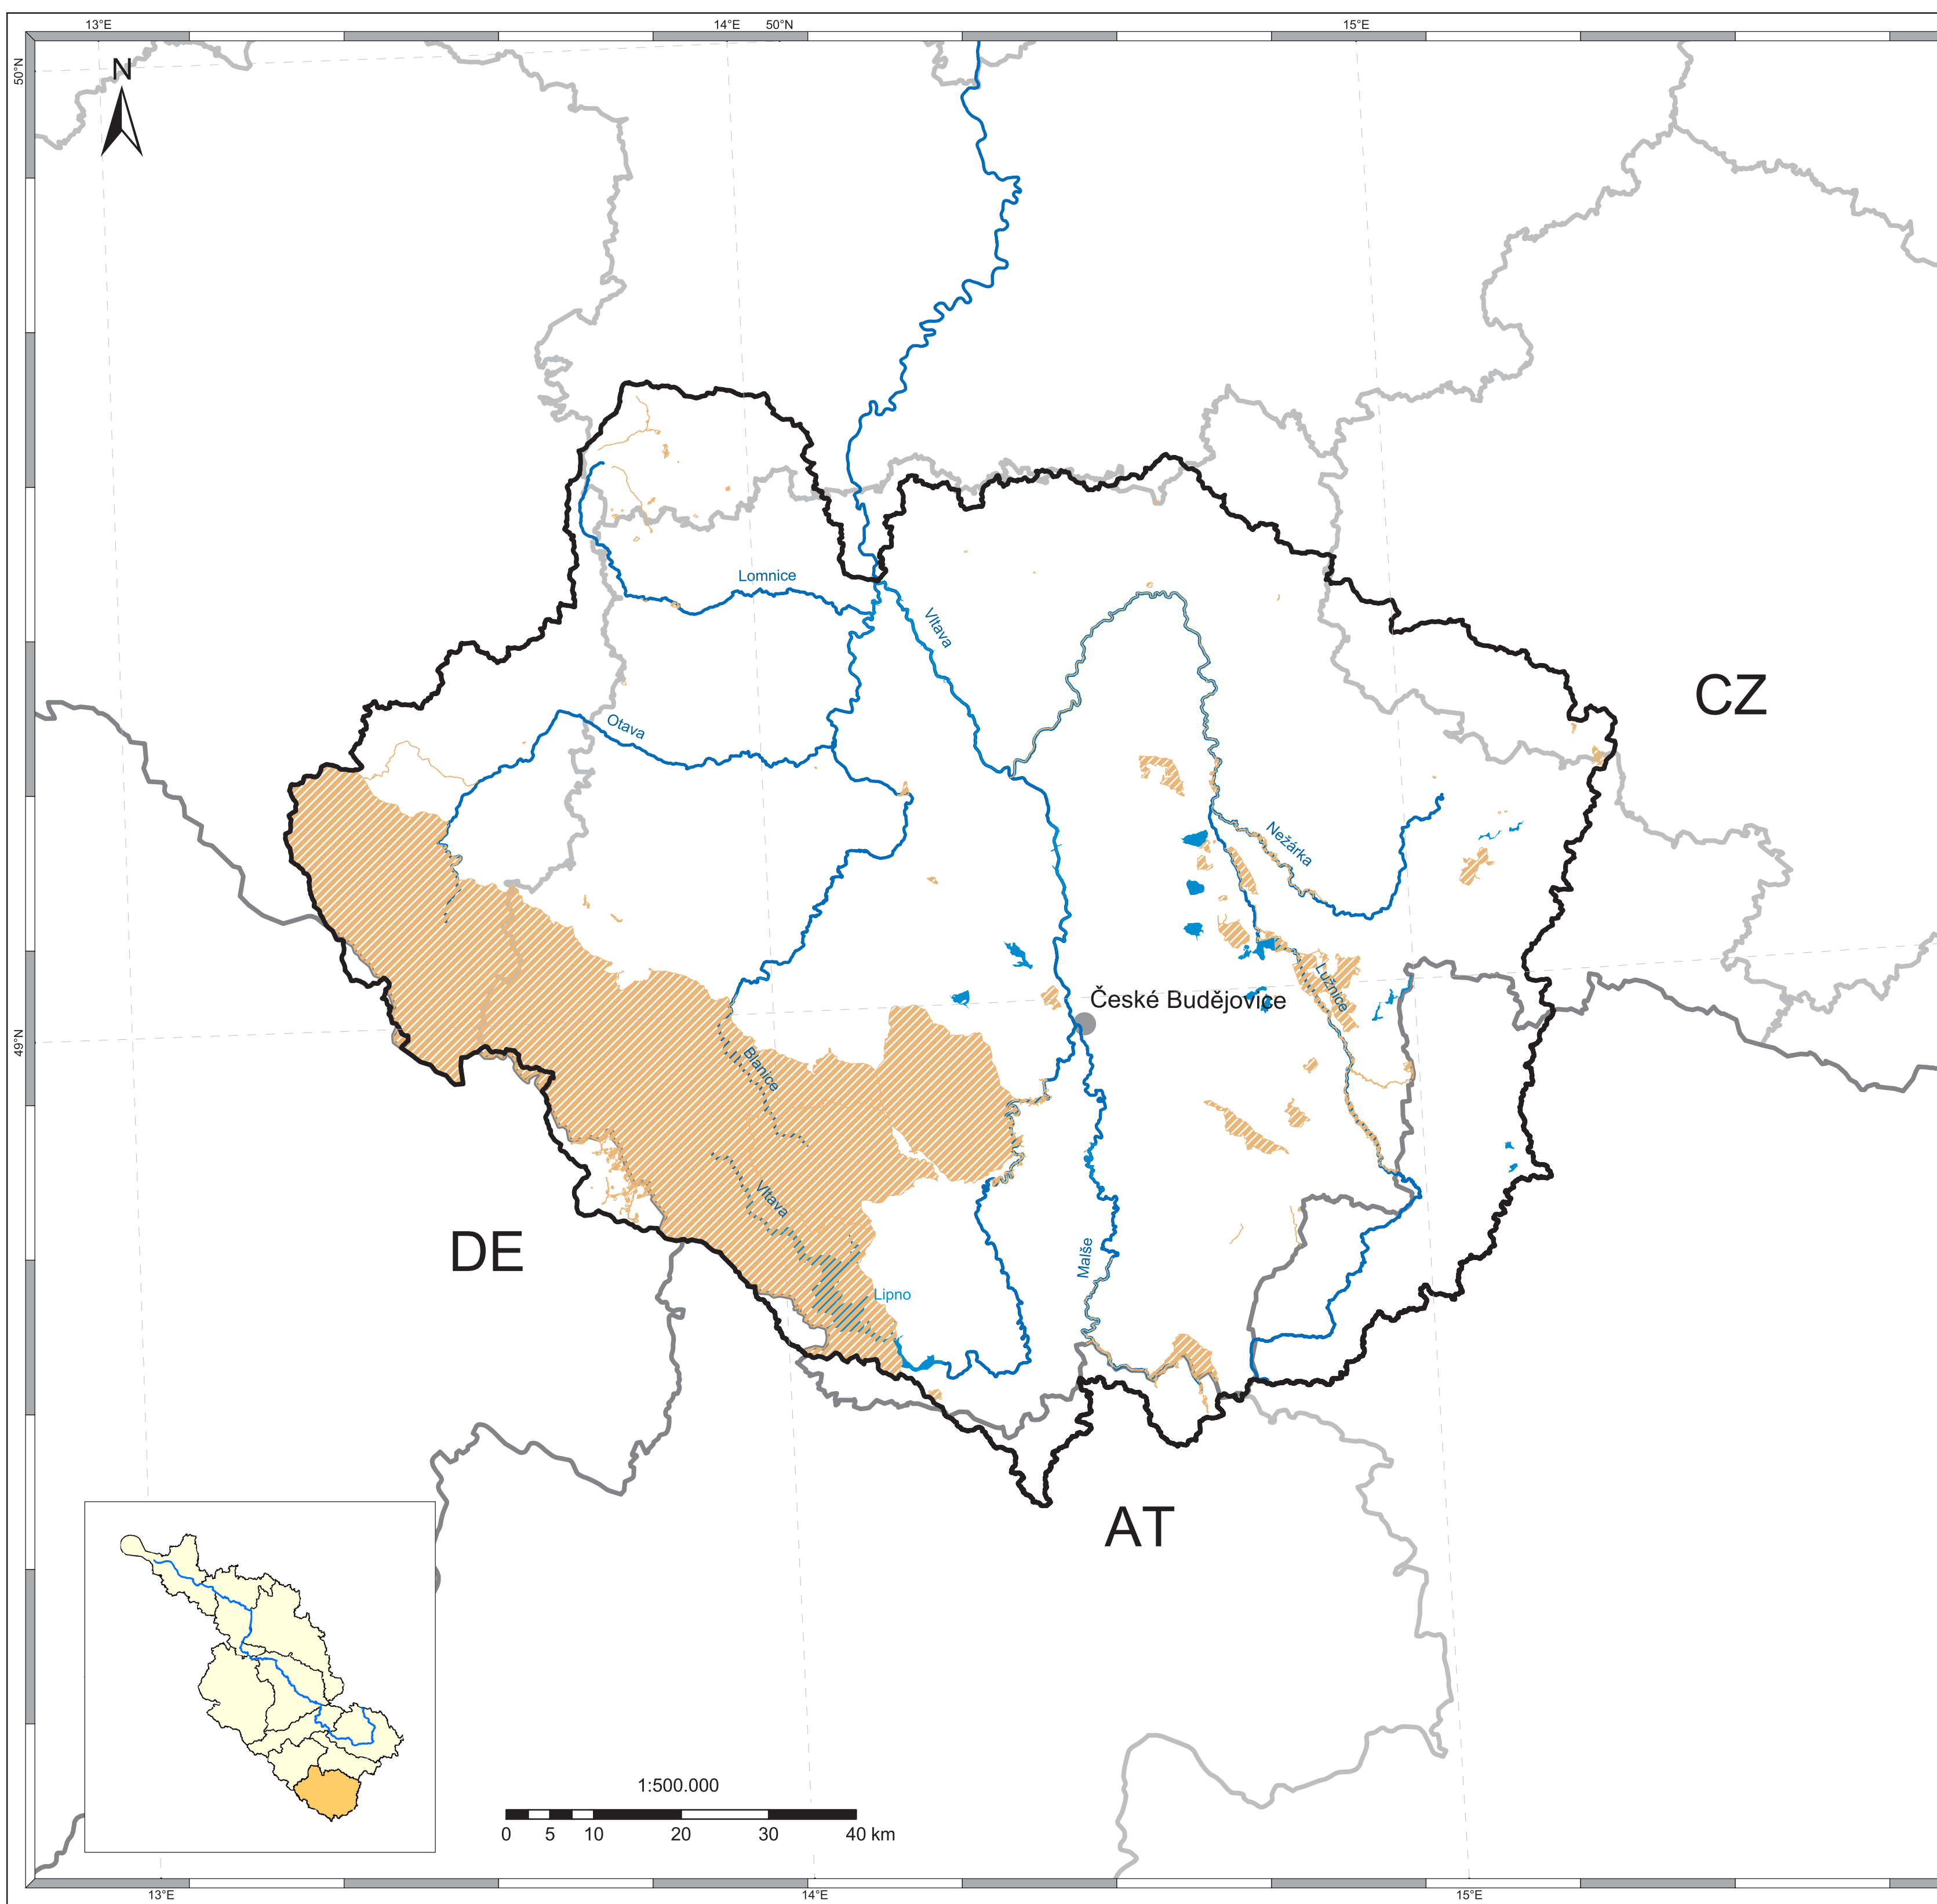 13°E
14°E
50°N
15°E
50°N
N
Lomnice
Vltava
CZ
Otava
Nežárka
Lužnice
České Budějovice
49°N
Blanice
Vltava
DE
Malše
Lipno
AT
1:500.000
0
5
10
20
30
40 km
13°E
14°E
15°E